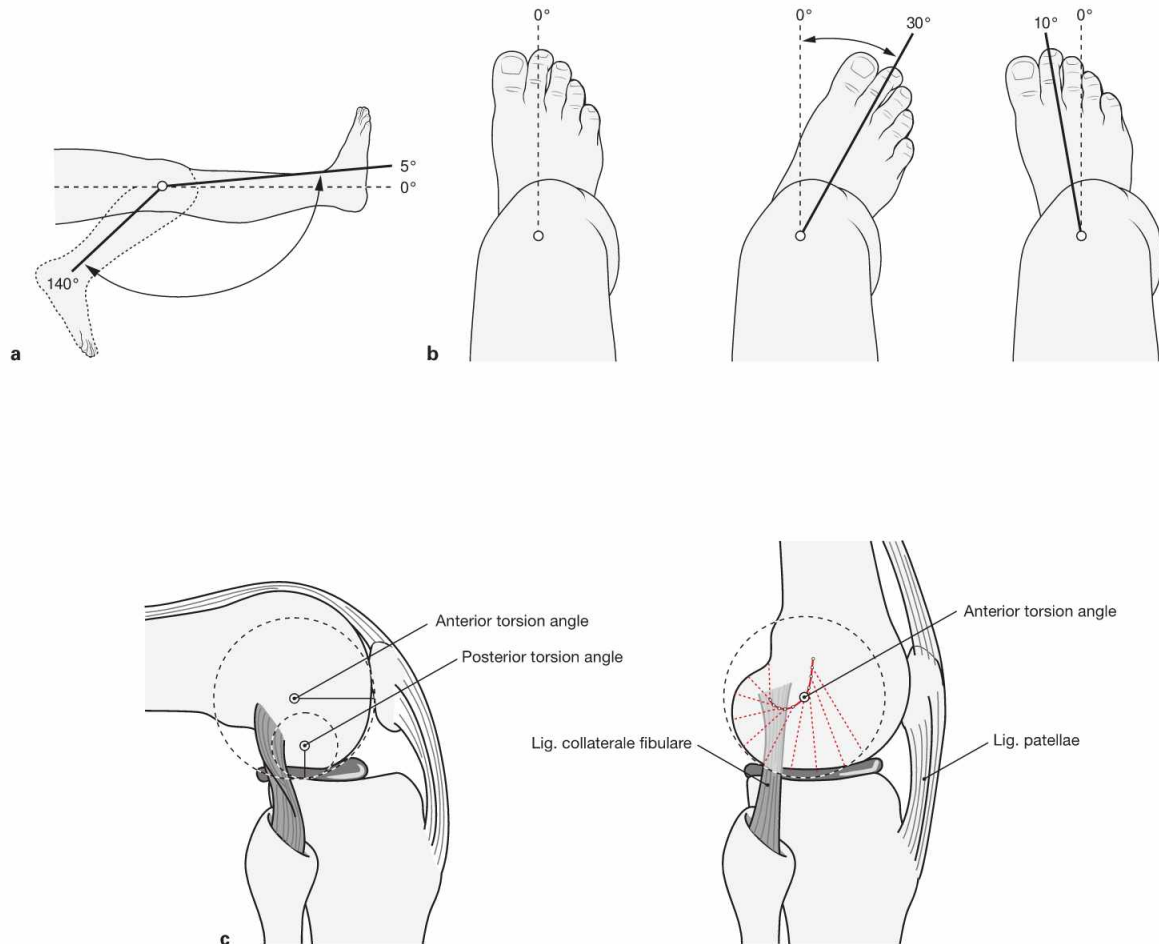 5°
0°
140°
a
0°
0°
30°
10°
0°
b
Anterior torsion angle
Posterior torsion angle
Anterior torsion angle
Lig. collaterale fibulare
Lig. patellae
c